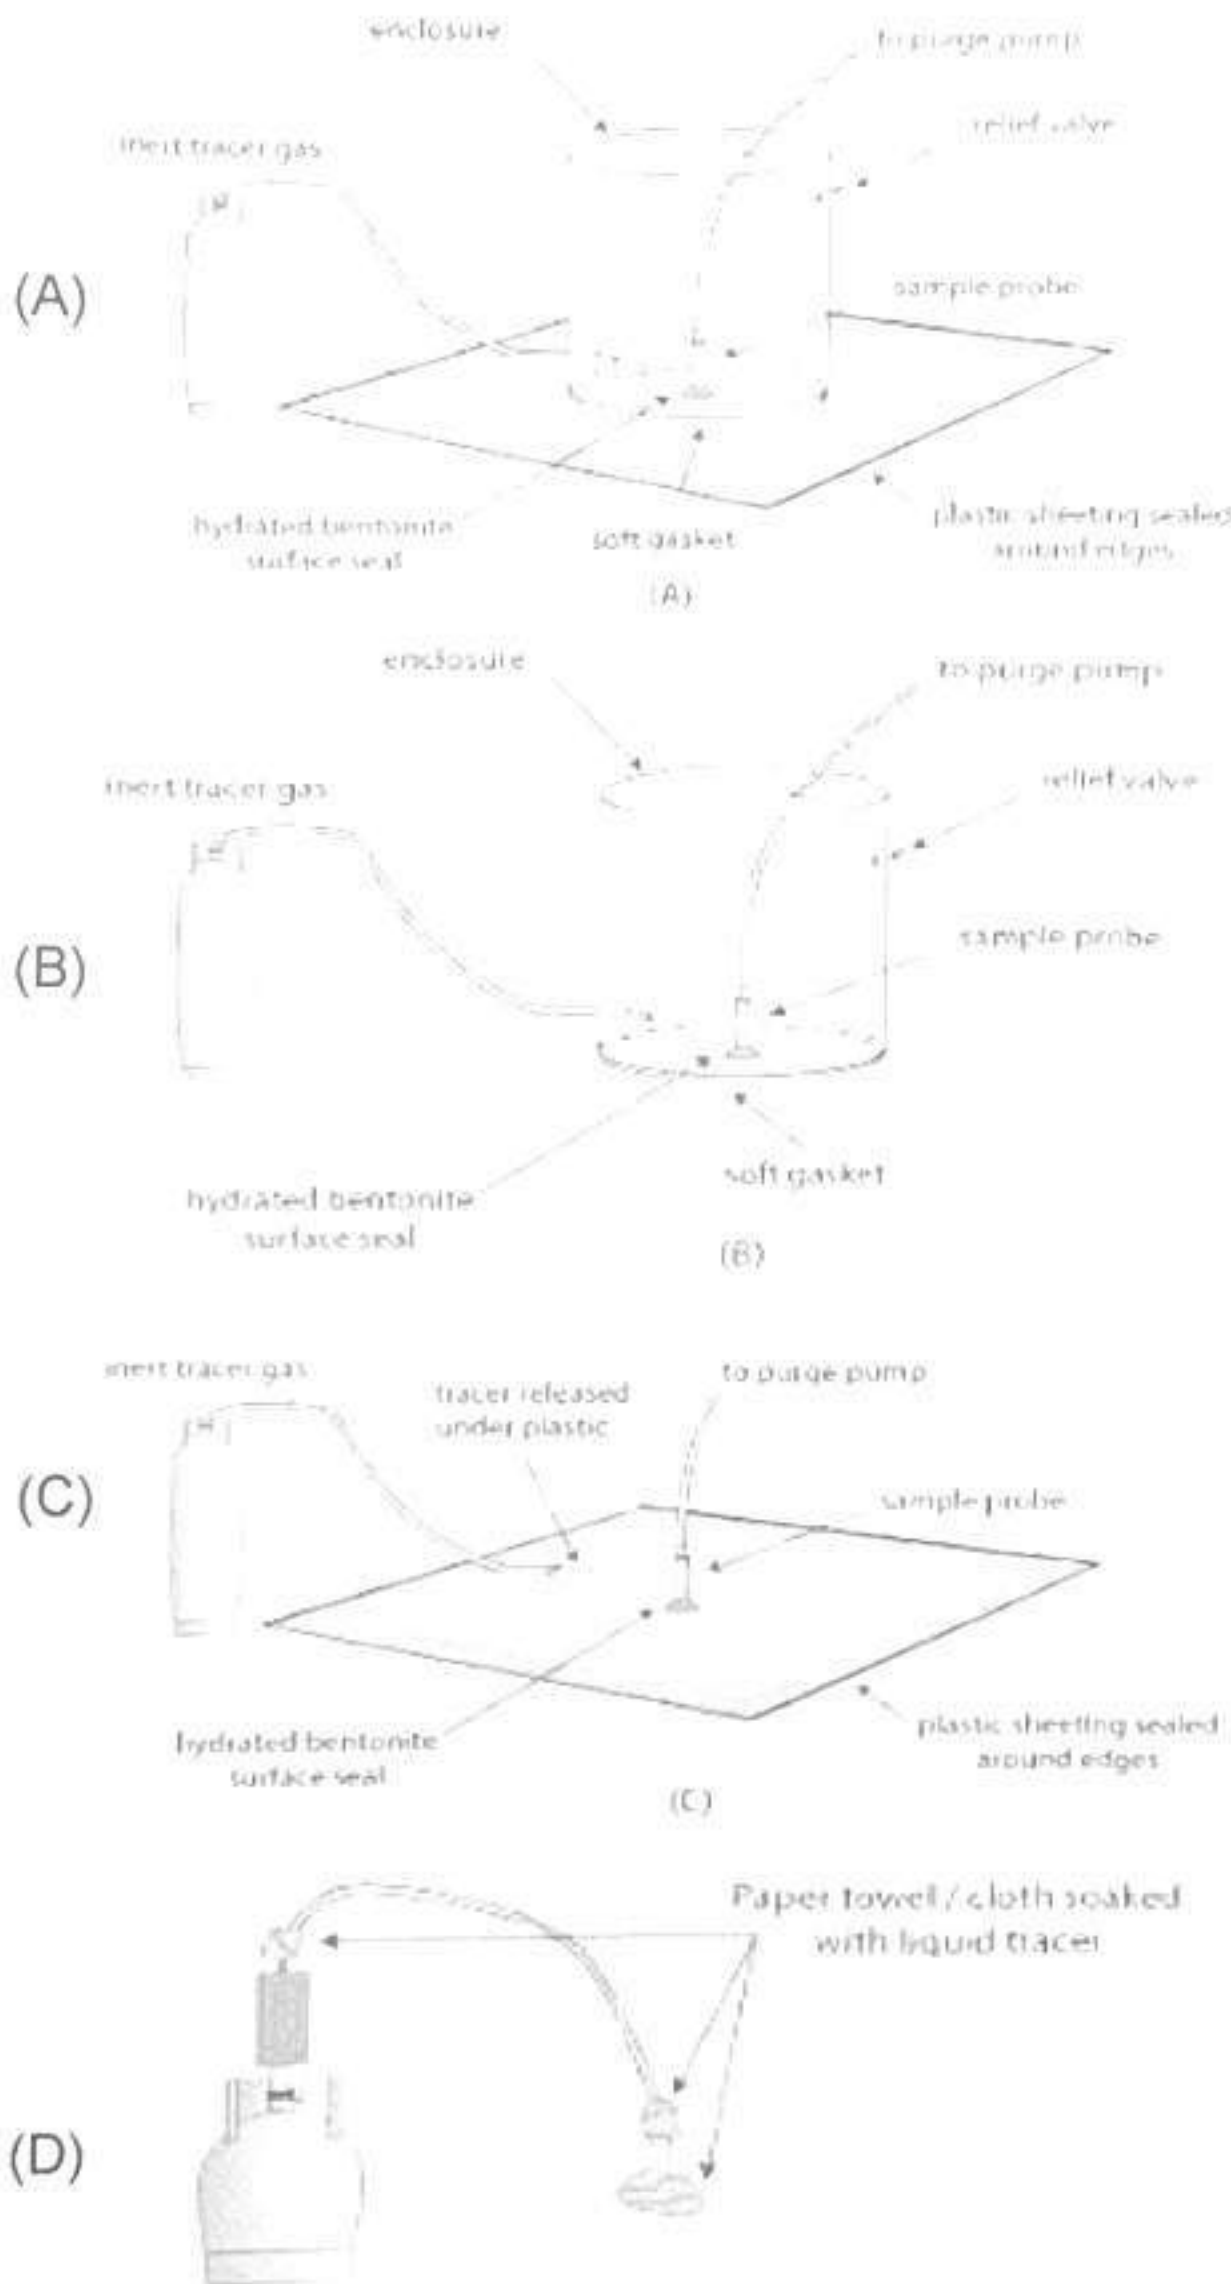 enclosure
to purge pump
relief valve
inert tracer gas
(A)
sample probe
hydrated bentonite
surface seal
soft gasket
plastic sheeting sealed
around edges
(A)
enclosure
to purge pump
inert tracer gas
relief valve
(B)
sample probe
soft gasket
hydrated bentonite
surface seal
(B)
inert tracer gas
tracer released
under plastic
to purge pump
(C)
sample probe
hydrated bentonite
surface seal
plastic sheeting sealed
around edges
(C)
Paper towel / cloth soaked
with liquid tracer
(D)